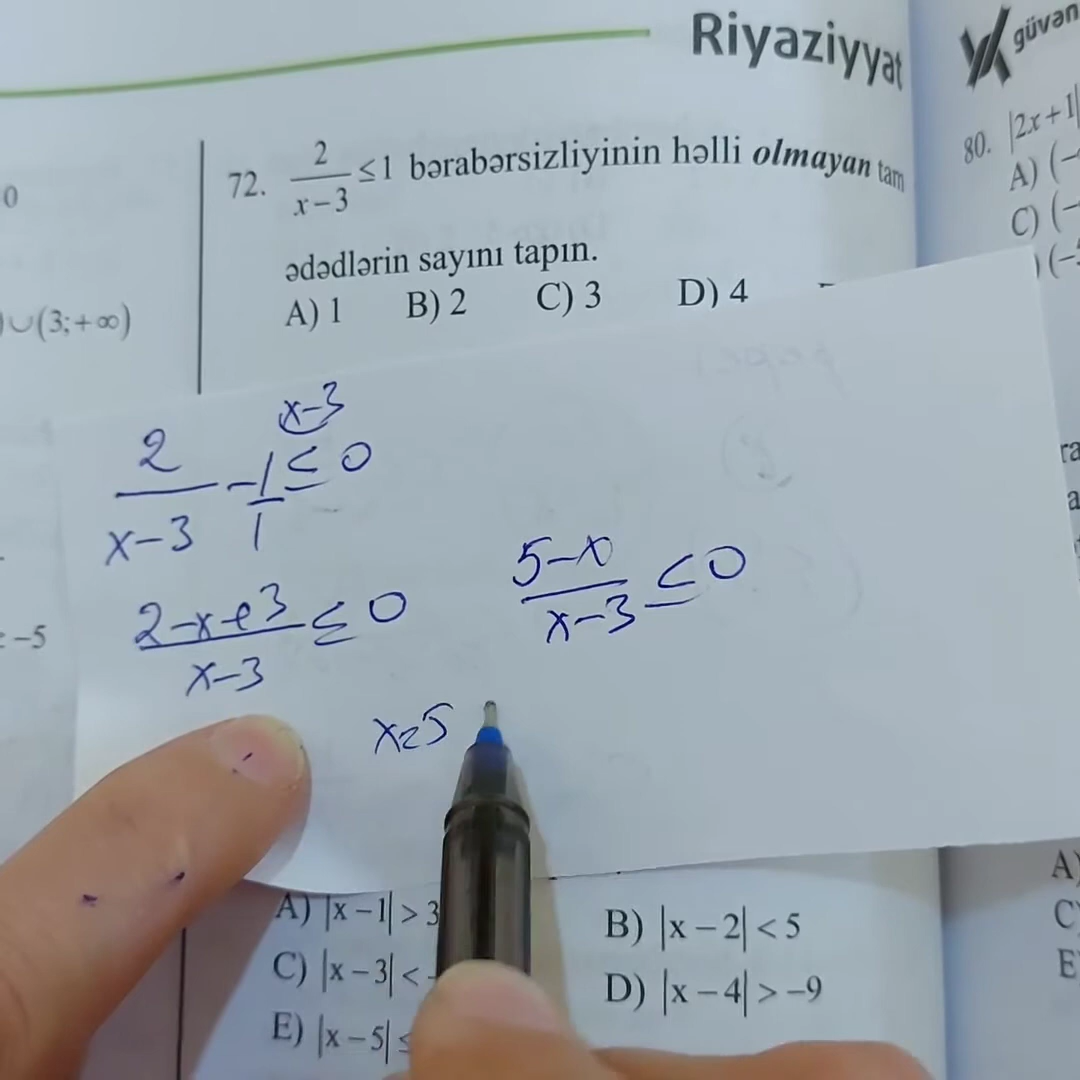 Riyaziyyat
güvən
0
)∪(3;+∞)
-5
72. 2/(x−3) ≤ 1 bərabərsizliyinin həlli olmayan tam
ədədlərin sayını tapın.
A) 1 B) 2 C) 3 D) 4
80. |2x+1|
A) (−
C) (−
2/(x−3) − 1/1 ≤ 0
x−3
(2−x+3)/(x−3) ≤ 0
(5−x)/(x−3) ≤ 0
x=5
A) |x−1| > 3
B) |x−2| < 5
C) |x−3| <
D) |x−4| > −9
E) |x−5| ≤
A)
C)
E)